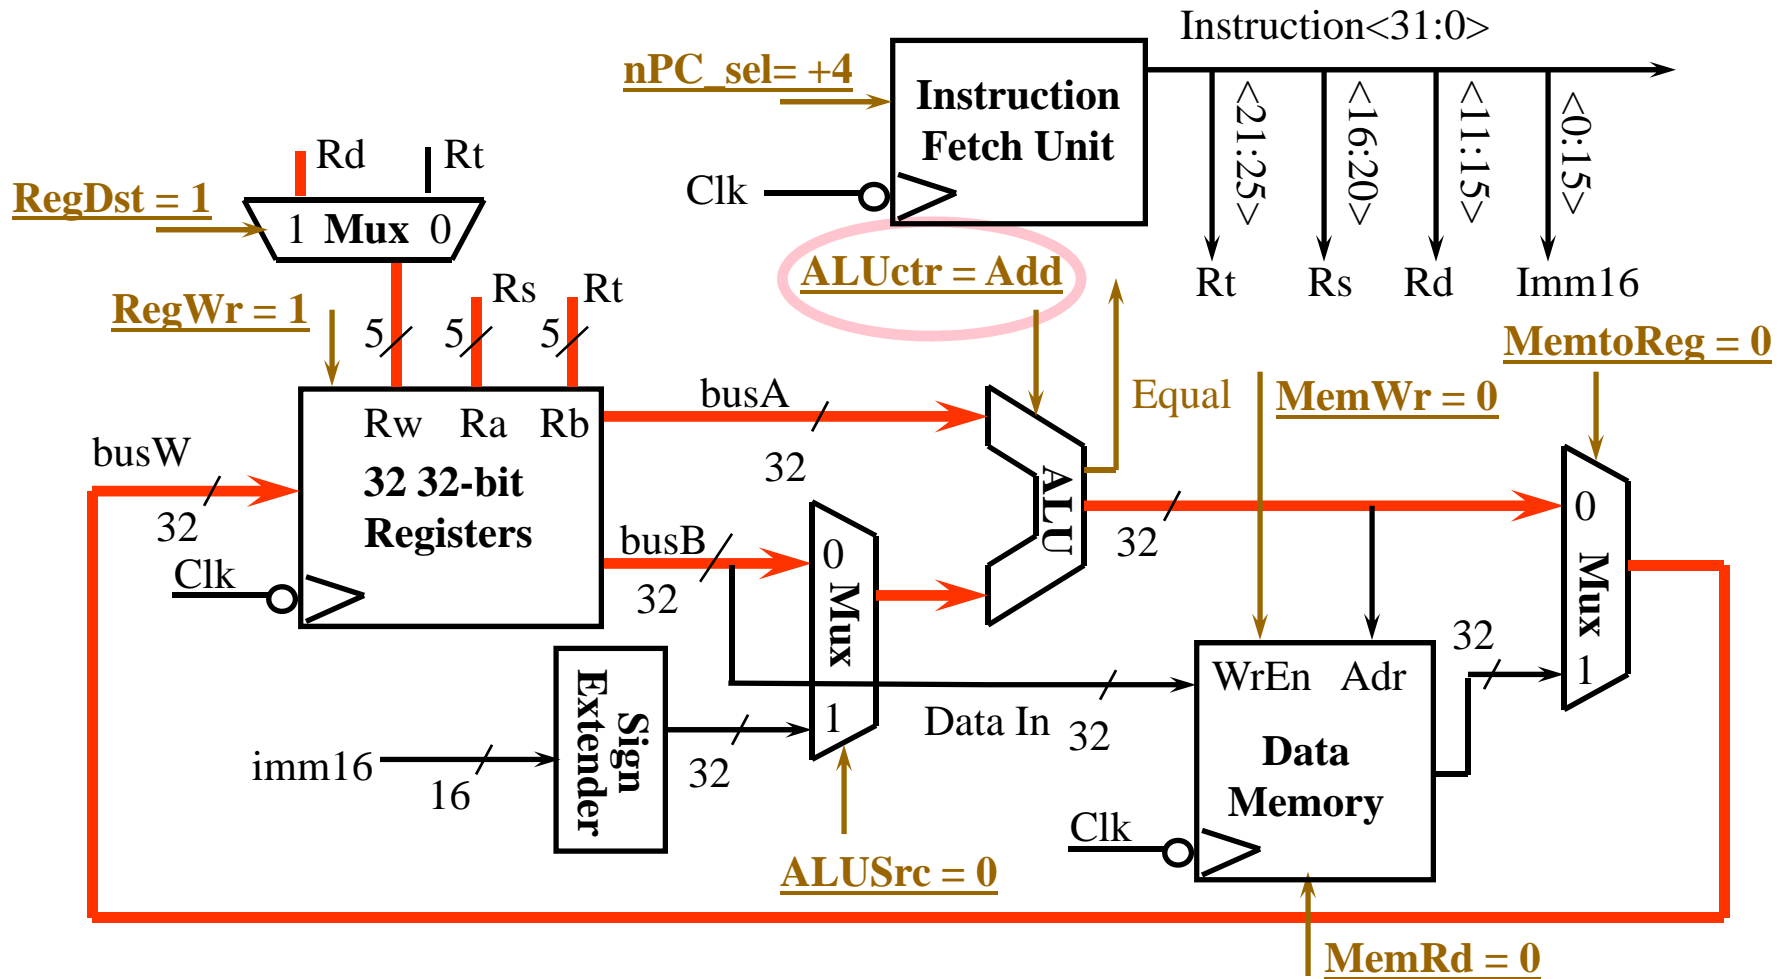 Instruction<31:0>
nPC_sel= +4
Instruction
Fetch Unit
Clk
<21:25>
<16:20>
<11:15>
<0:15>
Rt
Rs
Rd
Imm16
Rd
Rt
RegDst = 1
1 Mux 0
ALUctr = Add
RegWr = 1
Rs
Rt
5
5
5
MemtoReg = 0
Equal
MemWr = 0
busA
32
Rw Ra Rb
32 32-bit
Registers
busW
32
Clk
busB
32
0
Mux
1
ALU
32
0
Mux
1
32
WrEn Adr
Data
Memory
Clk
Data In
32
Sign
Extender
imm16
16
32
ALUSrc = 0
MemRd = 0